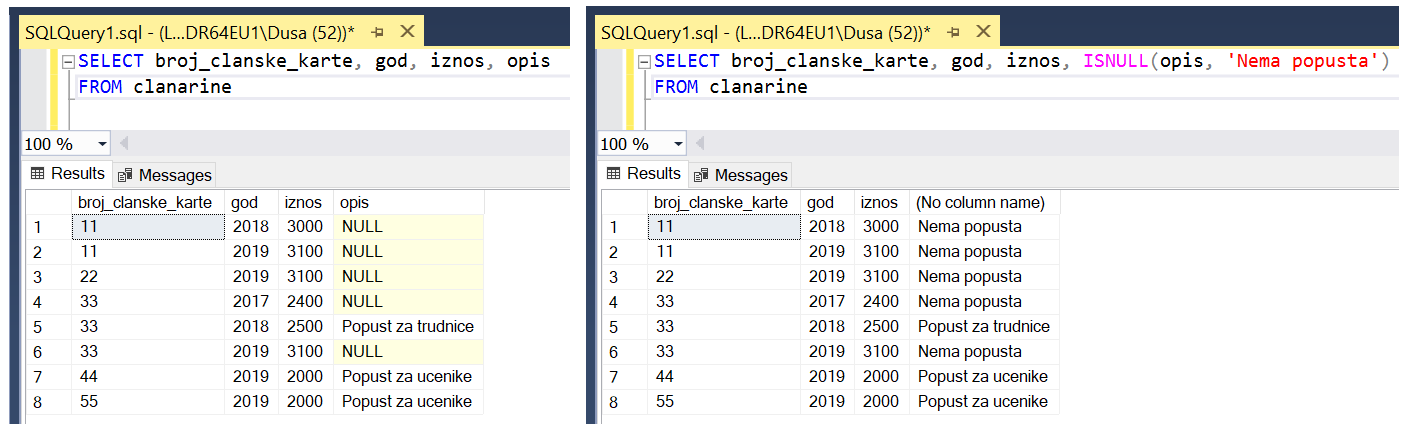 SQLQuery1.sql - (L...DR64EU1\Dusa (52))*
SELECT broj_clanske_karte, god, iznos, opis
FROM clanarine
100 %
Results Messages
broj_clanske_karte god iznos opis
1 11 2018 3000 NULL
2 11 2019 3100 NULL
3 22 2019 3100 NULL
4 33 2017 2400 NULL
5 33 2018 2500 Popust za trudnice
6 33 2019 3100 NULL
7 44 2019 2000 Popust za ucenike
8 55 2019 2000 Popust za ucenike
SQLQuery1.sql - (L...DR64EU1\Dusa (52))*
SELECT broj_clanske_karte, god, iznos, ISNULL(opis, 'Nema popusta')
FROM clanarine
100 %
Results Messages
broj_clanske_karte god iznos (No column name)
1 11 2018 3000 Nema popusta
2 11 2019 3100 Nema popusta
3 22 2019 3100 Nema popusta
4 33 2017 2400 Nema popusta
5 33 2018 2500 Popust za trudnice
6 33 2019 3100 Nema popusta
7 44 2019 2000 Popust za ucenike
8 55 2019 2000 Popust za ucenike